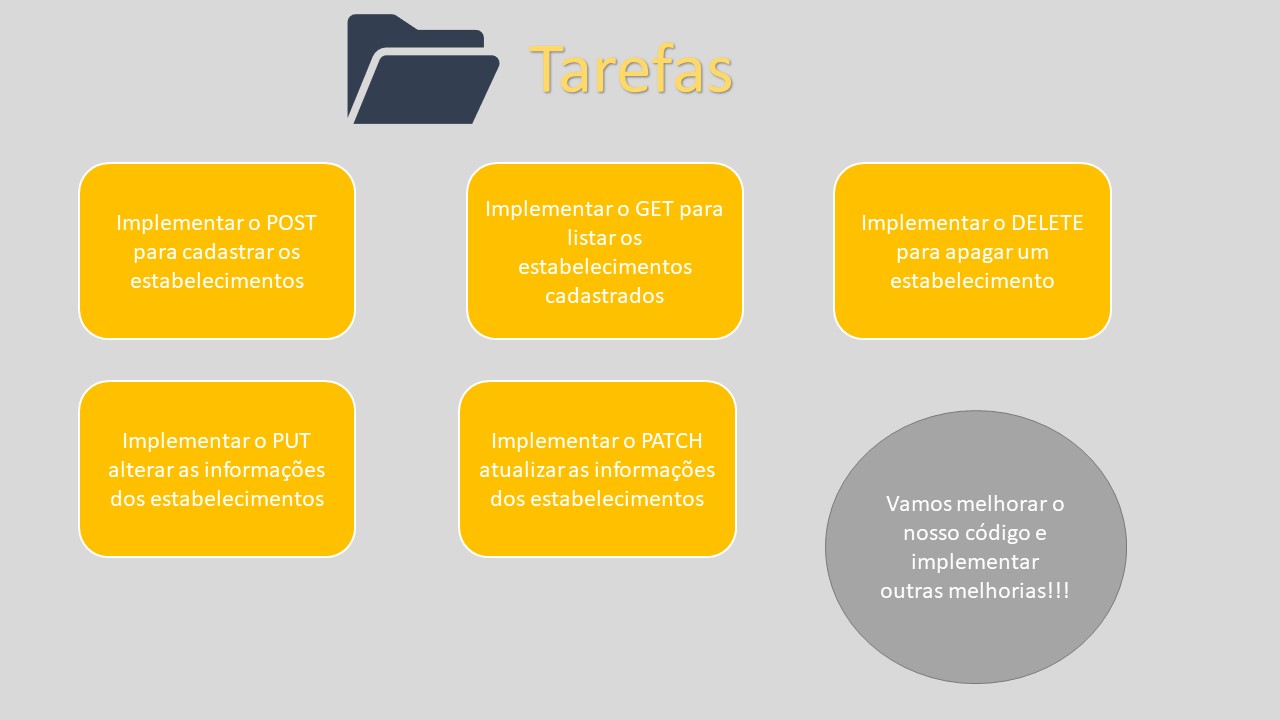 Tarefas
Implementar o POST
para cadastrar os
estabelecimentos
Implementar o GET para
listar os
estabelecimentos
cadastrados
Implementar o DELETE
para apagar um
estabelecimento
Implementar o PUT
alterar as informações
dos estabelecimentos
Implementar o PATCH
atualizar as informações
dos estabelecimentos
Vamos melhorar o
nosso código e
implementar
outras melhorias!!!